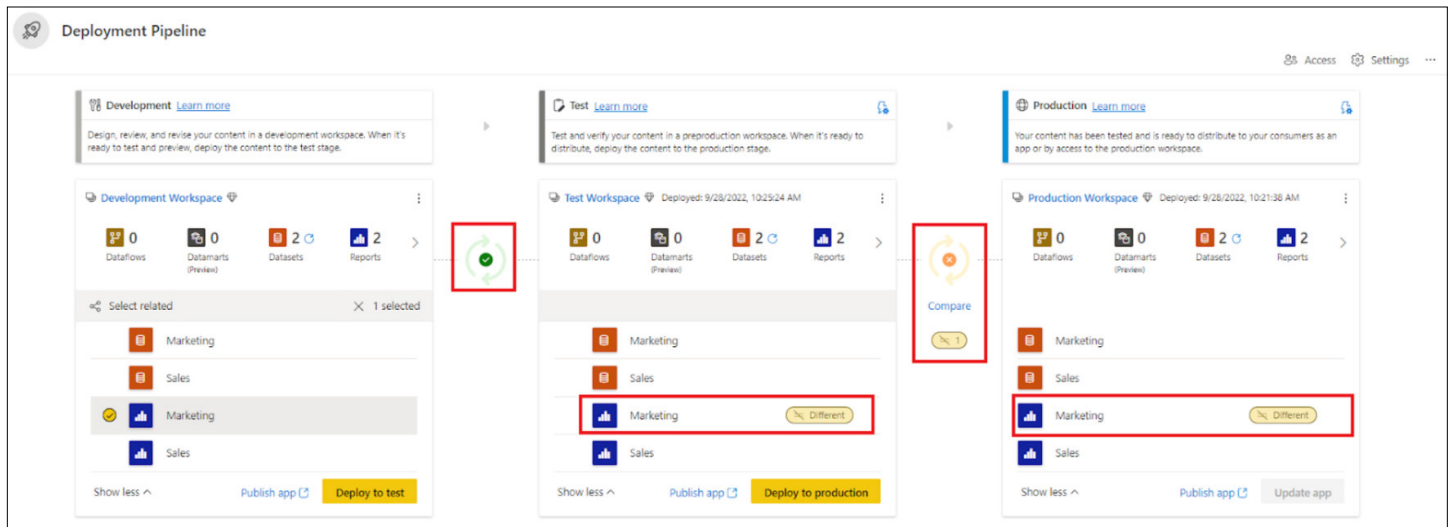 Deployment Pipeline
Access Settings ...
Development Learn more
Design, review, and revise your content in a development workspace. When it's
ready to test and preview, deploy the content to the test stage.
Test Learn more
Test and verify your content in a preproduction workspace. When it's ready to
distribute, deploy the content to the production stage.
Production Learn more
Your content has been tested and is ready to distribute to your consumers as an
app or by access to the production workspace.
Development Workspace
0 0 2 2
Dataflows Datamarts Datasets Reports
(Preview)
Select related 1 selected
Marketing
Sales
Marketing
Sales
Show less Publish app Deploy to test
Test Workspace Deployed: 9/28/2022, 10:25:24 AM
0 0 2 2
Dataflows Datamarts Datasets Reports
(Preview)
Marketing
Sales
Marketing Different
Sales
Show less Publish app Deploy to production
Compare
1
Production Workspace Deployed: 9/28/2022, 10:21:38 AM
0 0 2 2
Dataflows Datamarts Datasets Reports
(Preview)
Marketing
Sales
Marketing Different
Sales
Show less Publish app Update app